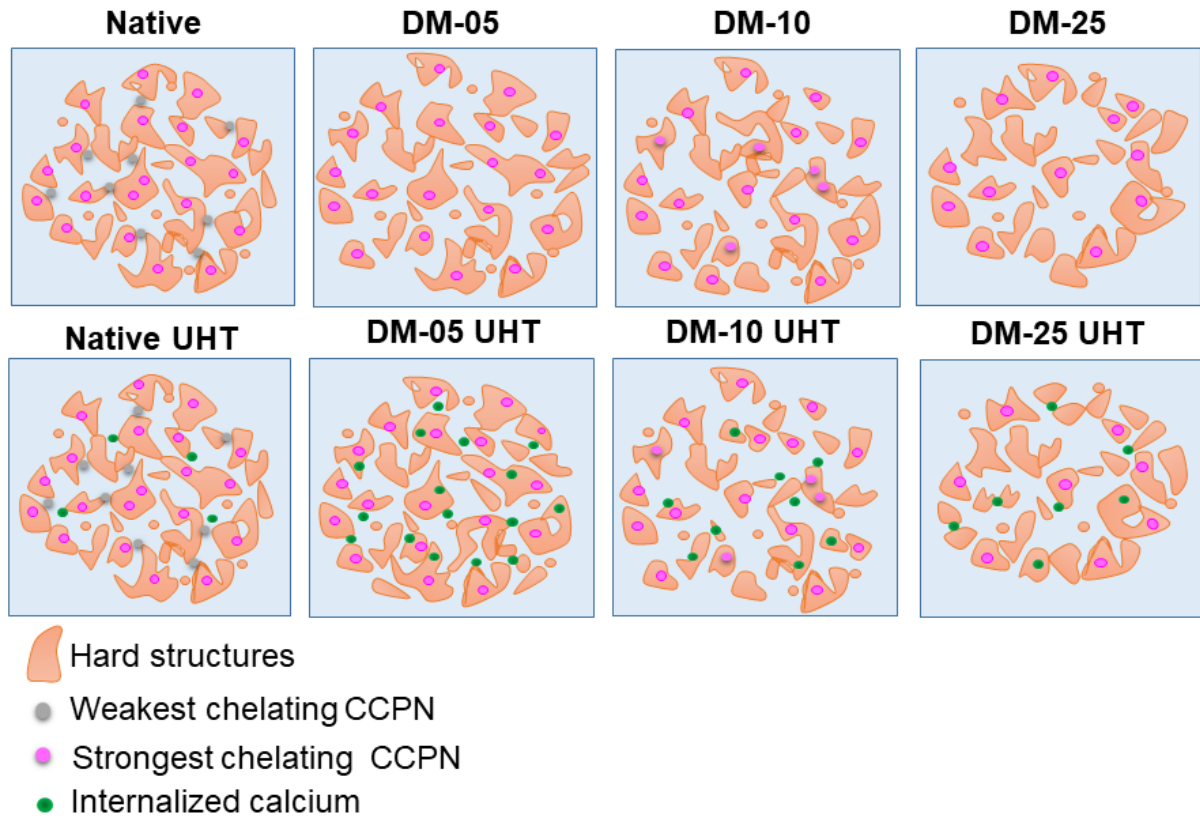 Native
DM-05
DM-10
DM-25
Native UHT
DM-05 UHT
DM-10 UHT
DM-25 UHT
Hard structures
Weakest chelating CCPN
Strongest chelating CCPN
Internalized calcium